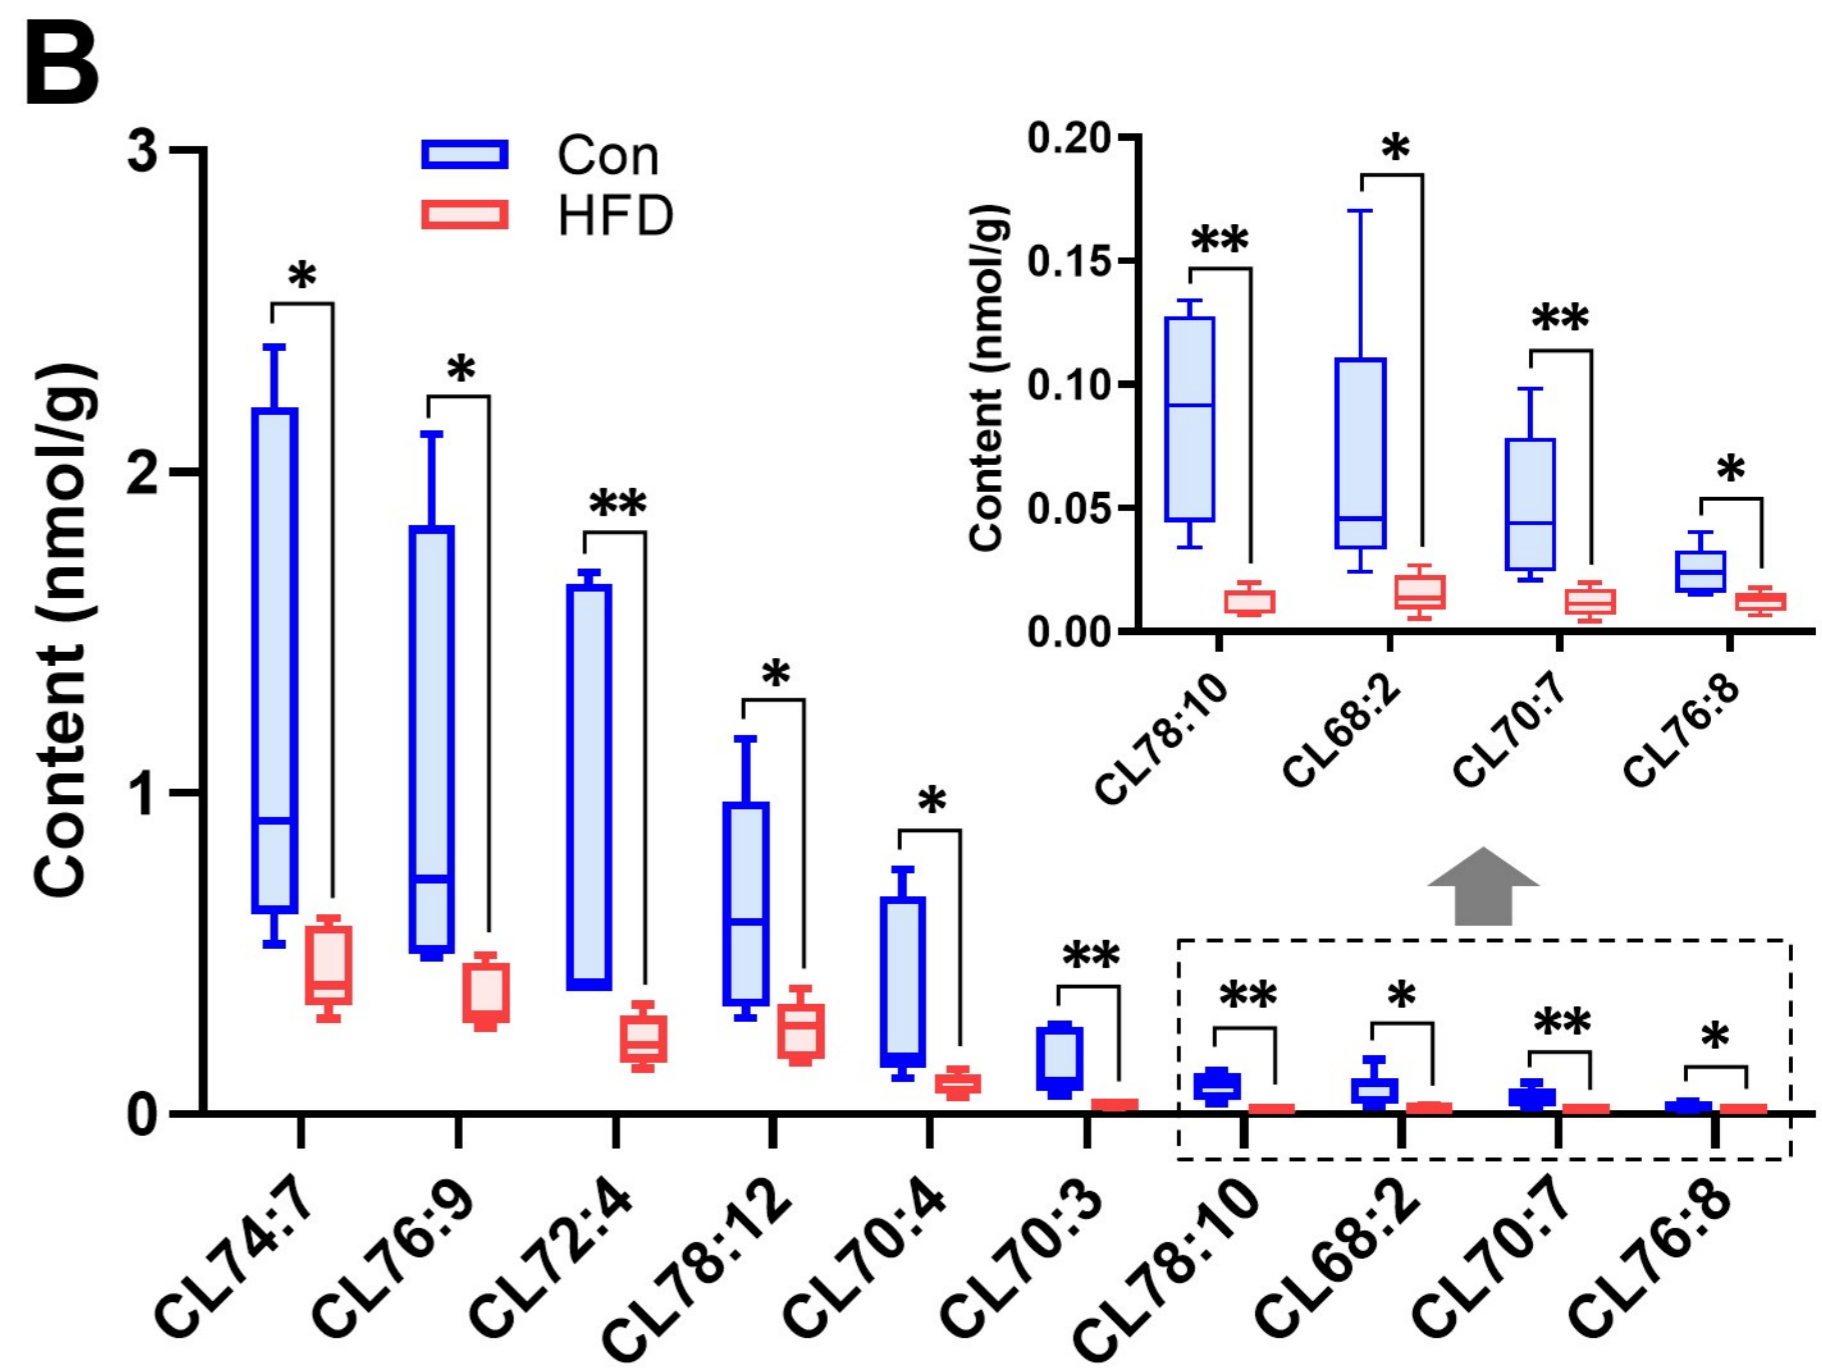 B
Con
HFD
Content (nmol/g)
3
2
1
0
*
*
**
*
*
**
**
*
**
*
CL74:7
CL76:9
CL72:4
CL78:12
CL70:4
CL70:3
CL78:10
CL68:2
CL70:7
CL76:8
Content (nmol/g)
0.20
0.15
0.10
0.05
0.00
**
*
**
*
CL78:10
CL68:2
CL70:7
CL76:8